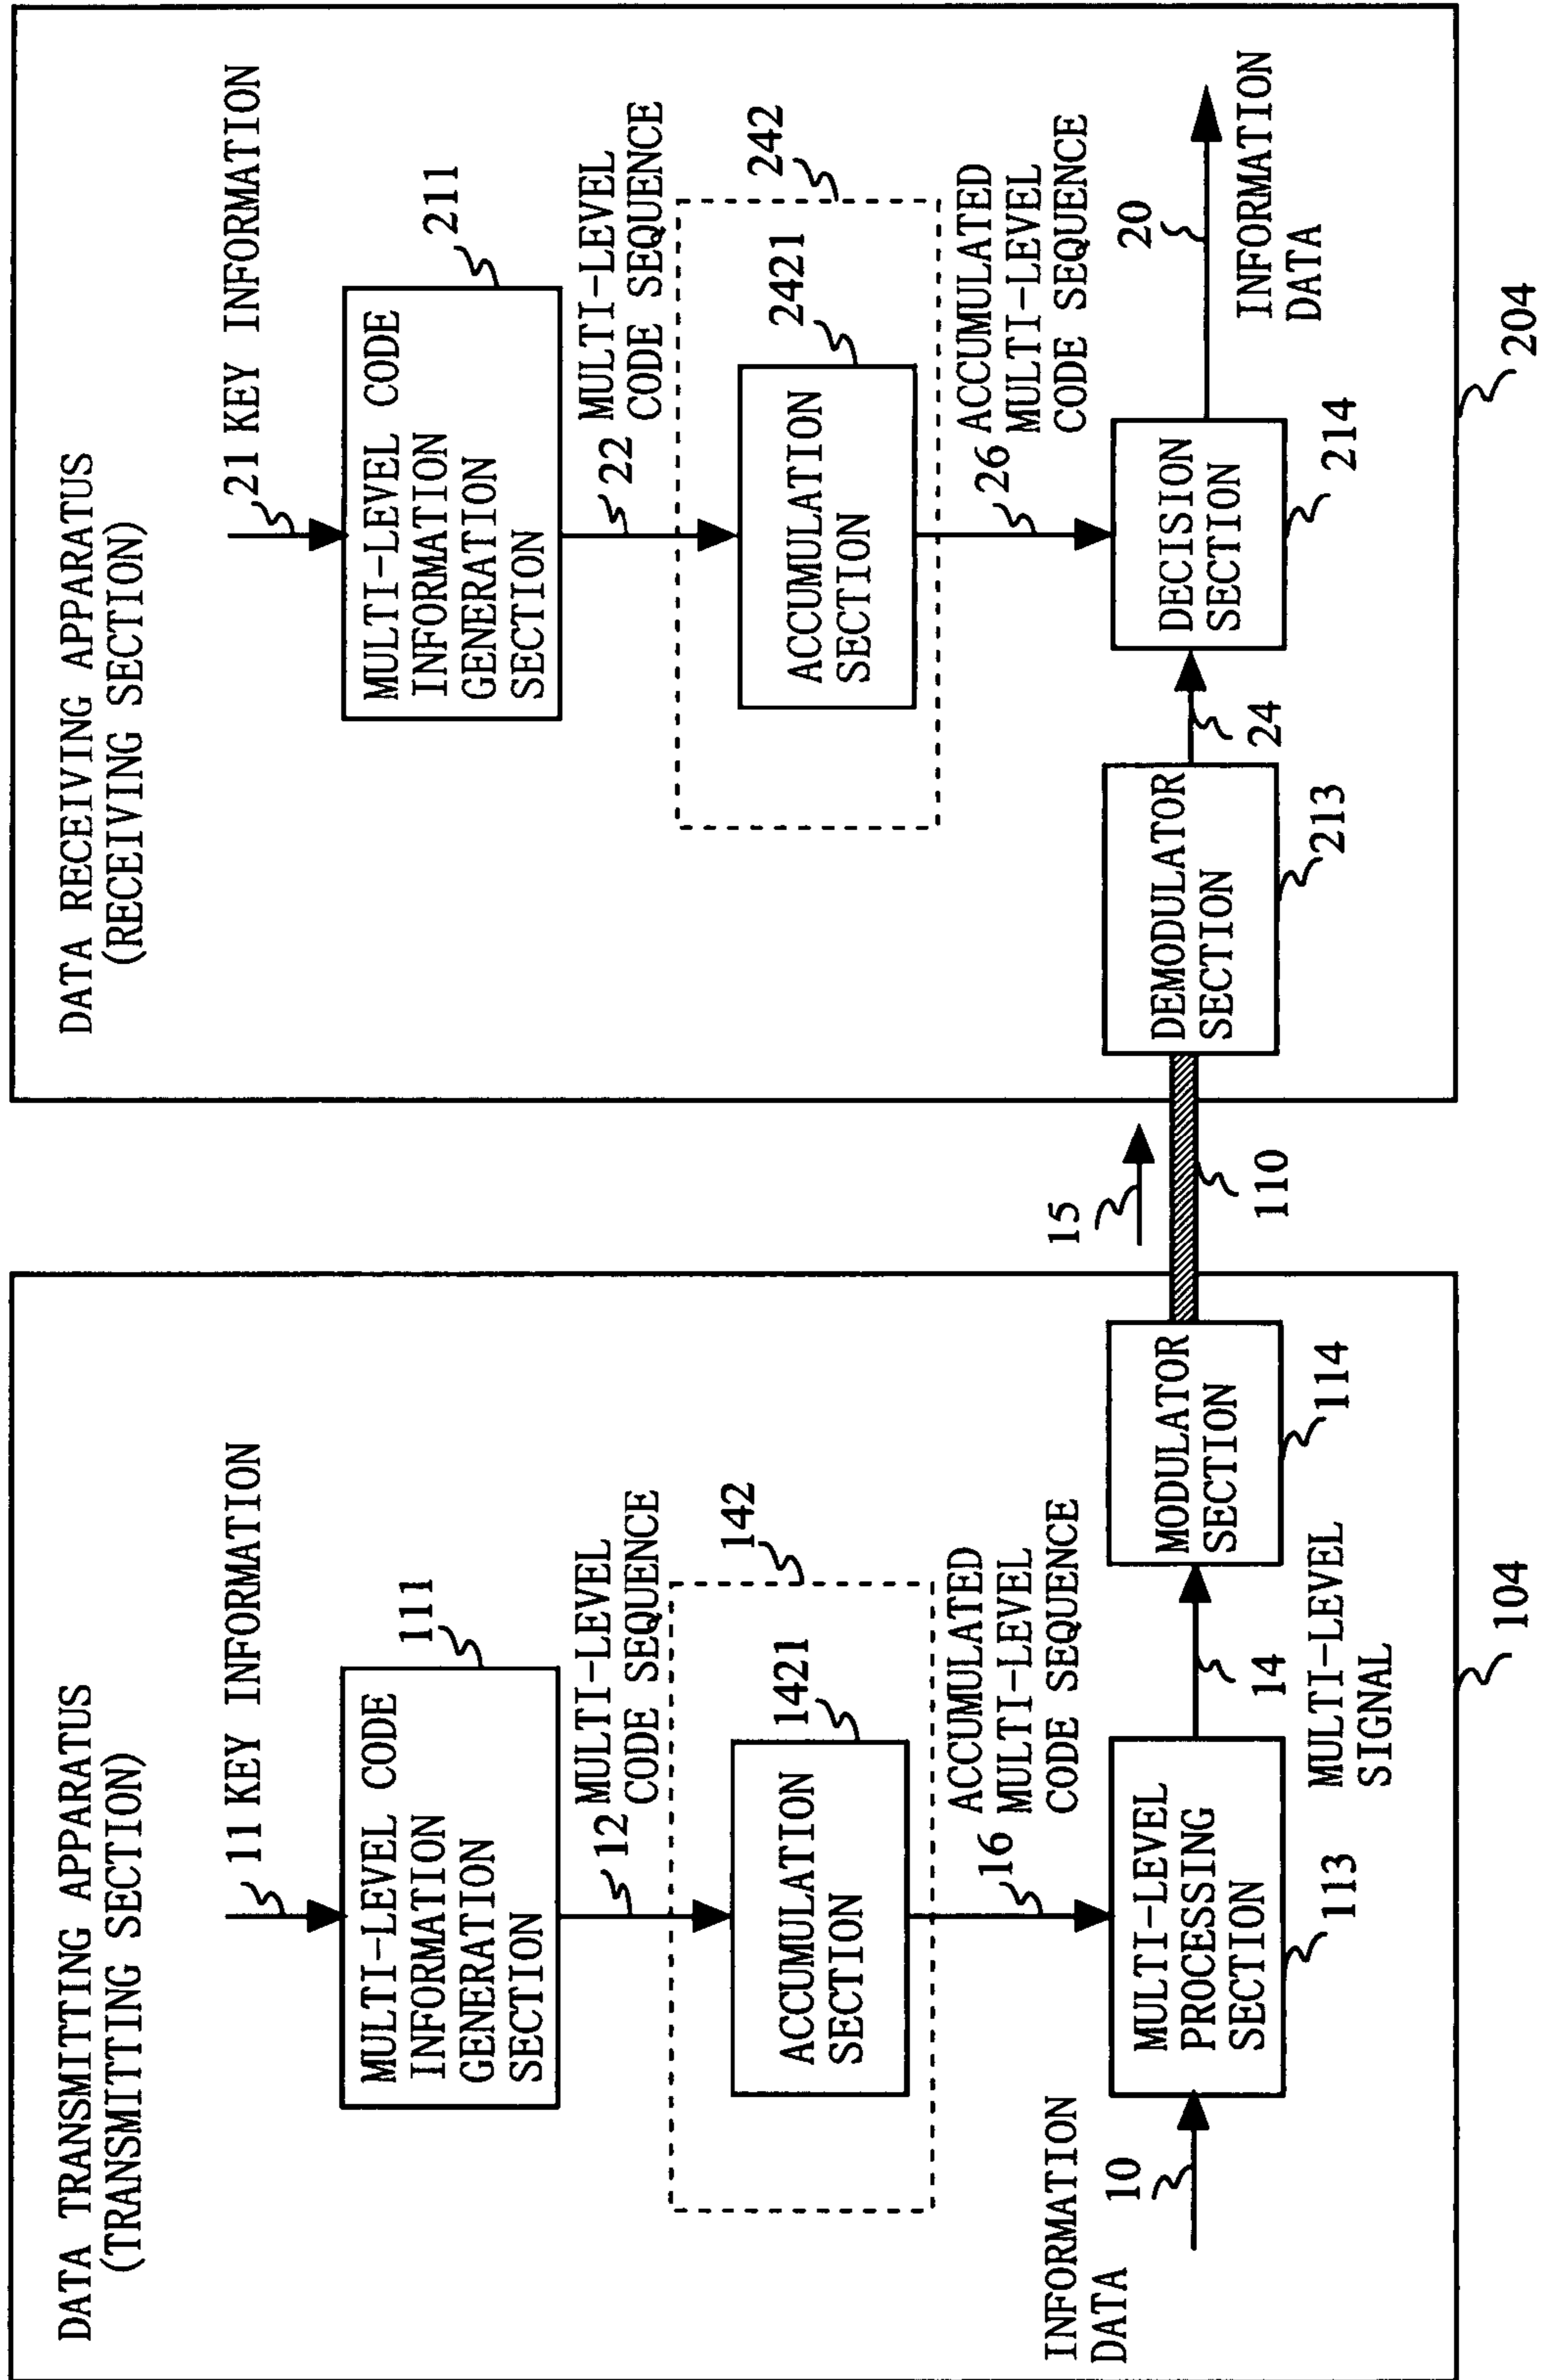 DATA TRANSMITTING APPARATUS
(TRANSMITTING SECTION)
11 KEY INFORMATION
MULTI-LEVEL CODE
INFORMATION
GENERATION
SECTION
111
12
MULTI-LEVEL
CODE SEQUENCE
142
ACCUMULATION
SECTION
1421
16
ACCUMULATED
MULTI-LEVEL
CODE SEQUENCE
INFORMATION
DATA
10
MULTI-LEVEL
PROCESSING
SECTION
113
14
MULTI-LEVEL
SIGNAL
MODULATOR
SECTION
114
104
15
110
DATA RECEIVING APPARATUS
(RECEIVING SECTION)
21 KEY INFORMATION
MULTI-LEVEL CODE
INFORMATION
GENERATION
SECTION
211
22
MULTI-LEVEL
CODE SEQUENCE
242
ACCUMULATION
SECTION
2421
26
ACCUMULATED
MULTI-LEVEL
CODE SEQUENCE
DEMODULATOR
SECTION
213
24
DECISION
SECTION
214
20
INFORMATION
DATA
204